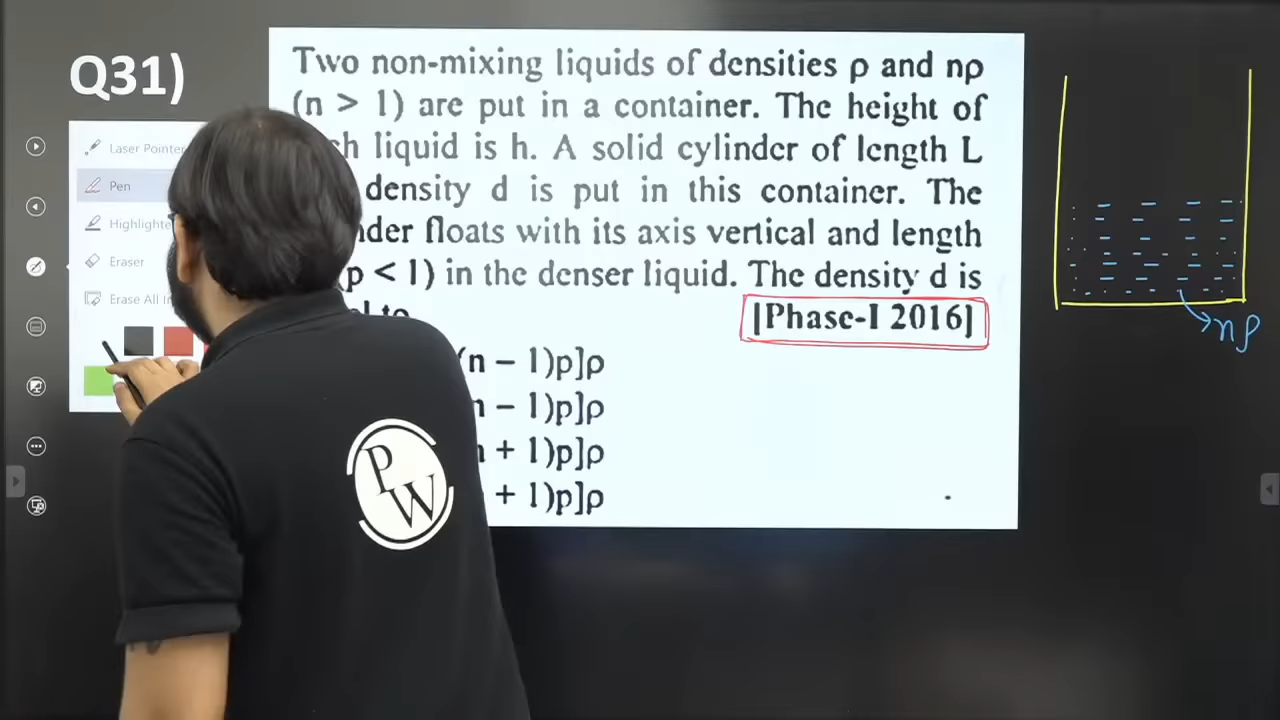 Q31)
Two non-mixing liquids of densities ρ and nρ
(n > 1) are put in a container. The height of
liquid is h. A solid cylinder of length L
density d is put in this container. The
floats with its axis vertical and length
(p < 1) in the denser liquid. The density d is
[Phase-I 2016]
(n − 1)p]ρ
− 1)p]ρ
+ 1)p]ρ
+ 1)p]ρ
Laser Pointer
Pen
Highlighte
Eraser
Erase All
PW
nρ